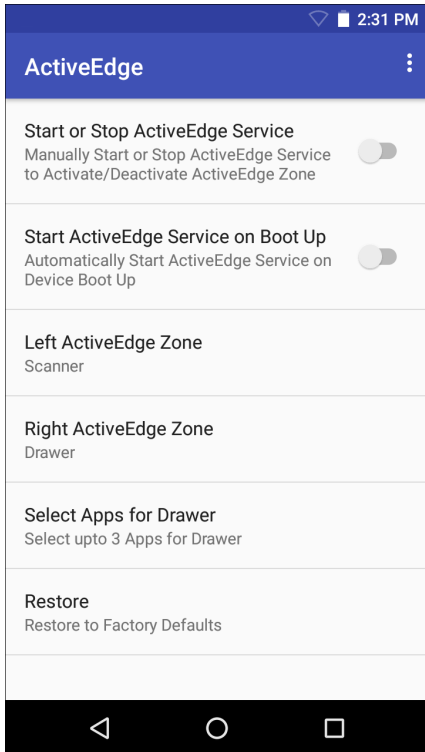 2:31 PM
ActiveEdge
Start or Stop ActiveEdge Service
Manually Start or Stop ActiveEdge Service
to Activate/Deactivate ActiveEdge Zone
Start ActiveEdge Service on Boot Up
Automatically Start ActiveEdge Service on
Device Boot Up
Left ActiveEdge Zone
Scanner
Right ActiveEdge Zone
Drawer
Select Apps for Drawer
Select upto 3 Apps for Drawer
Restore
Restore to Factory Defaults